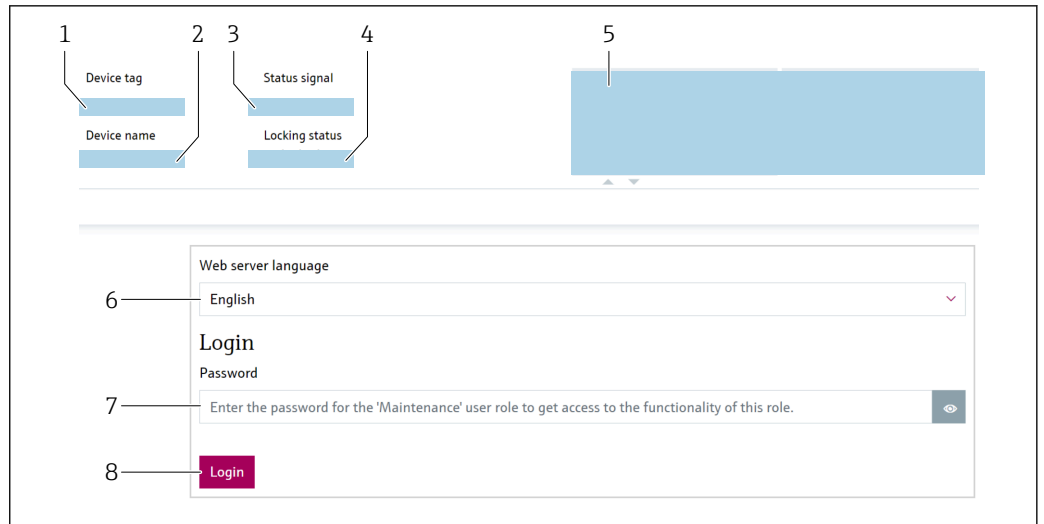 1 2 3 4 5
Device tag Status signal
Device name Locking status
Web server language
6 English
Login
Password
7 Enter the password for the 'Maintenance' user role to get access to the functionality of this role.
8 Login